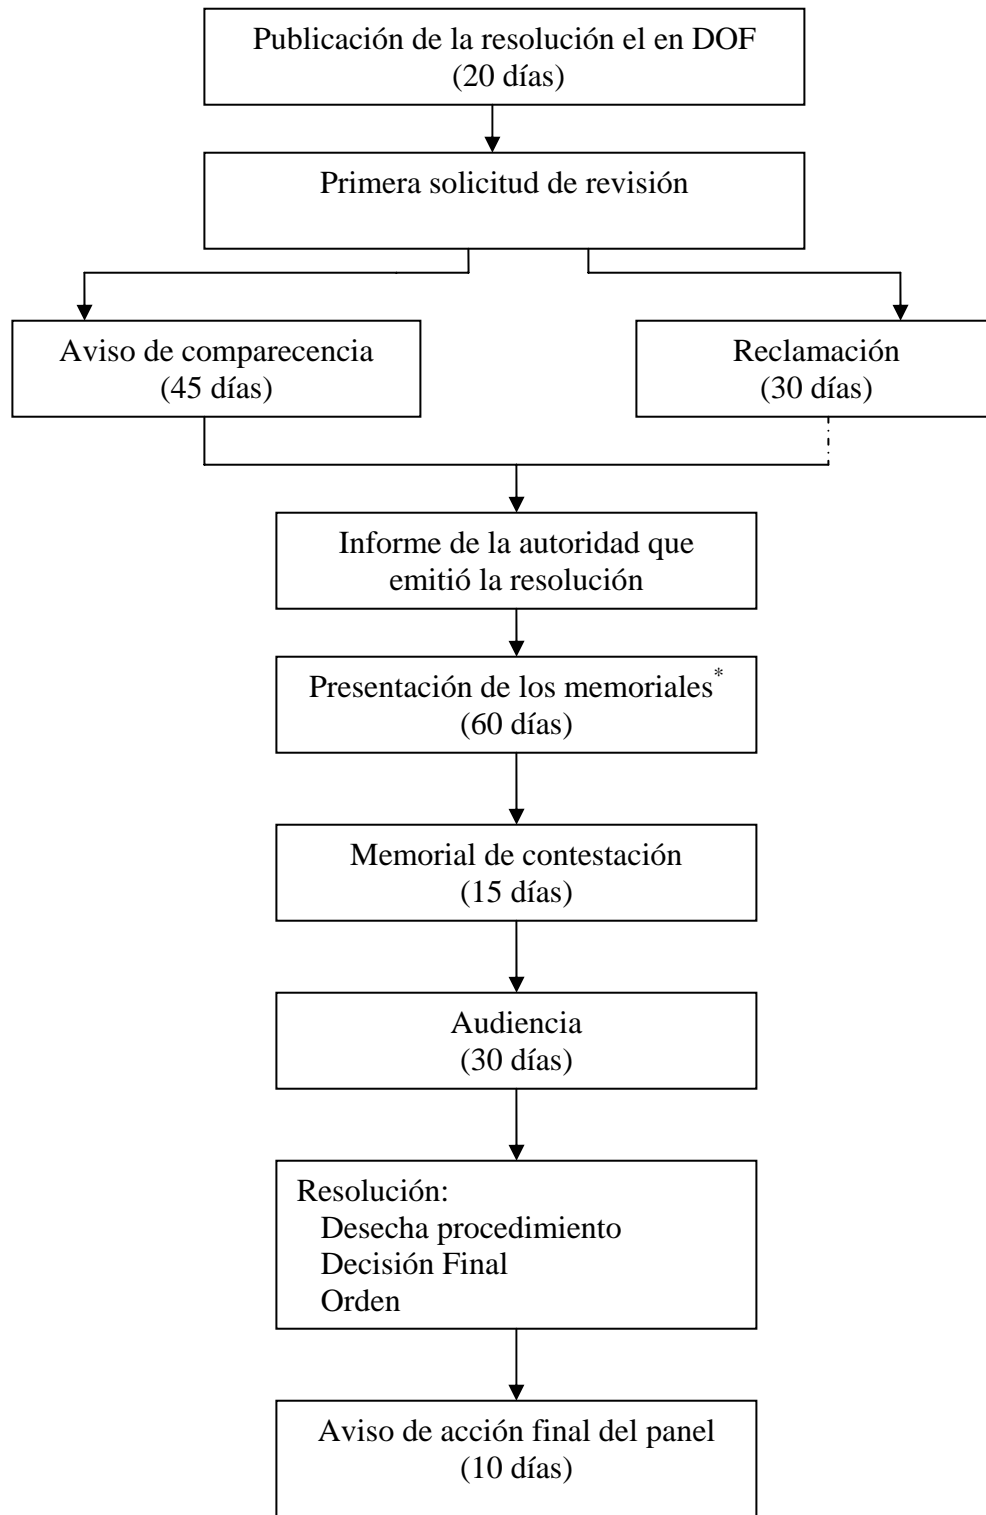 Publicación de la resolución el en DOF
(20 días)
Primera solicitud de revisión
Aviso de comparecencia
(45 días)
Reclamación
(30 días)
Informe de la autoridad que
emitió la resolución
Presentación de los memoriales*
(60 días)
Memorial de contestación
(15 días)
Audiencia
(30 días)
Resolución:
Desecha procedimiento
Decisión Final
Orden
Aviso de acción final del panel
(10 días)